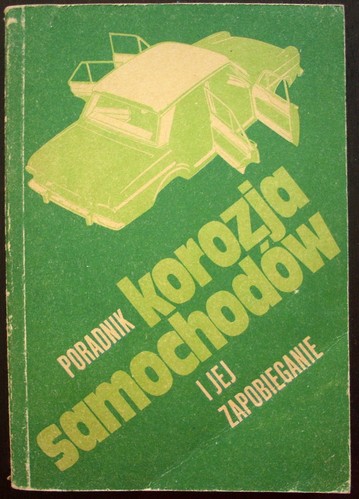 PORADNIK
korozja
samochodów
I JEJ
ZAPOBIEGANIE